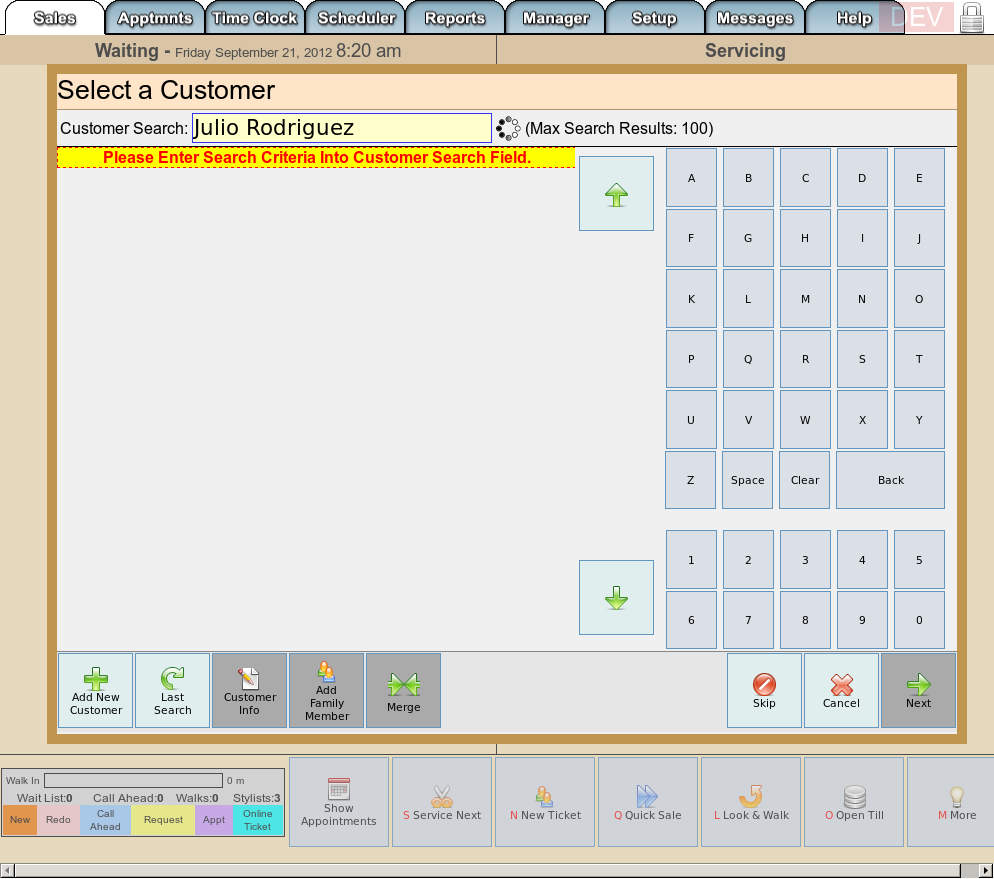 Sales Apptmnts Time Clock Scheduler Reports Manager Setup Messages Help DEV
Waiting - Friday September 21, 2012 8:20 am Servicing
Select a Customer
Customer Search: Julio Rodriguez (Max Search Results: 100)
Please Enter Search Criteria Into Customer Search Field.
A B C D E
F G H I J
K L M N O
P Q R S T
U V W X Y
Z Space Clear Back
1 2 3 4 5
6 7 8 9 0
Add New
Customer
Last
Search
Customer
Info
Add
Family
Member
Merge
Skip
Cancel
Next
Walk In 0 m
Wait List:0 Call Ahead:0 Walks:0 Stylists:3
New
Redo
Call
Ahead
Request
Appt
Online
Ticket
Show
Appointments
S Service Next
N New Ticket
Q Quick Sale
L Look & Walk
O Open Till
M More